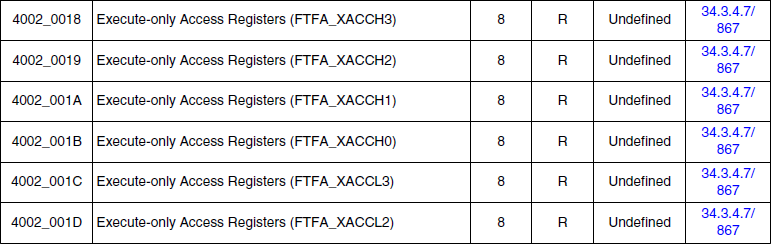 4002_0018 Execute-only Access Registers (FTFA_XACCH3) 8 R Undefined 34.3.4.7/
867
4002_0019 Execute-only Access Registers (FTFA_XACCH2) 8 R Undefined 34.3.4.7/
867
4002_001A Execute-only Access Registers (FTFA_XACCH1) 8 R Undefined 34.3.4.7/
867
4002_001B Execute-only Access Registers (FTFA_XACCH0) 8 R Undefined 34.3.4.7/
867
4002_001C Execute-only Access Registers (FTFA_XACCL3) 8 R Undefined 34.3.4.7/
867
4002_001D Execute-only Access Registers (FTFA_XACCL2) 8 R Undefined 34.3.4.7/
867